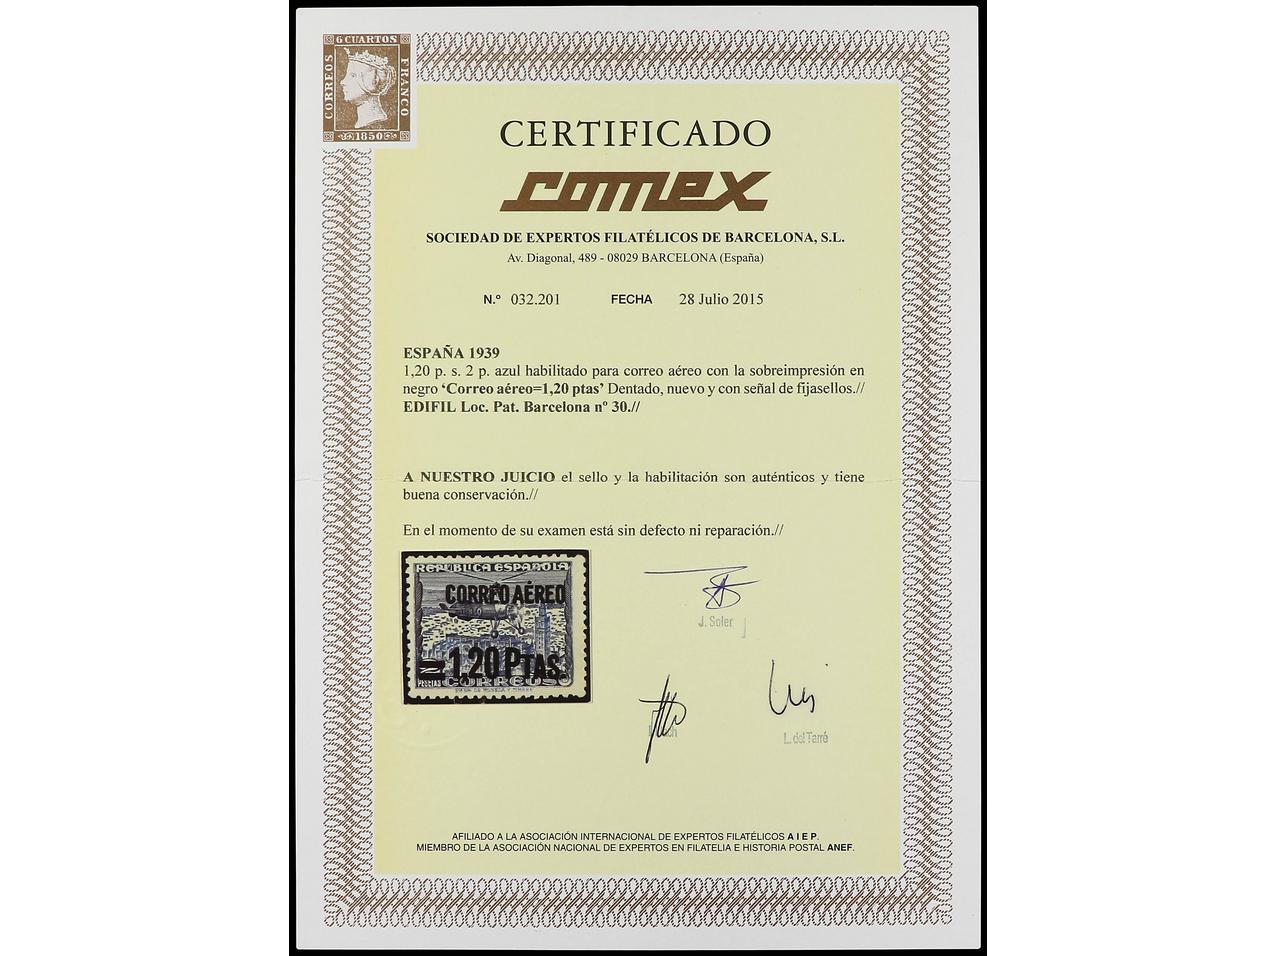 6 CUARTOS
CORREOS
FRANCO
1850
CERTIFICADO
comex
SOCIEDAD DE EXPERTOS FILATÉLICOS DE BARCELONA, S.L.
Av. Diagonal, 489 - 08029 BARCELONA (España)
N.º 032.201 FECHA 28 Julio 2015
ESPAÑA 1939
1,20 p. s. 2 p. azul habilitado para correo aéreo con la sobreimpresión en
negro ‘Correo aéreo=1,20 ptas’ Dentado, nuevo y con señal de fijasellos.//
EDIFIL Loc. Pat. Barcelona nº 30.//
A NUESTRO JUICIO el sello y la habilitación son auténticos y tiene
buena conservación.//
En el momento de su examen está sin defecto ni reparación.//
REPUBLICA ESPAÑOLA
CORREO AÉREO
1,20 PTAS.
PESETAS CORREOS
J. Soler
L. del Tarré
AFILIADO A LA ASOCIACIÓN INTERNACIONAL DE EXPERTOS FILATÉLICOS A I E P.
MIEMBRO DE LA ASOCIACIÓN NACIONAL DE EXPERTOS EN FILATELIA E HISTORIA POSTAL ANEF.